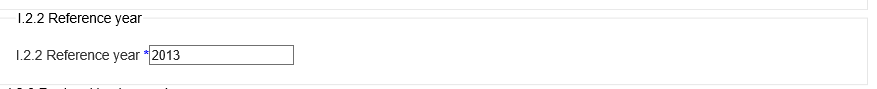 I.2.2 Reference year
I.2.2 Reference year *2013